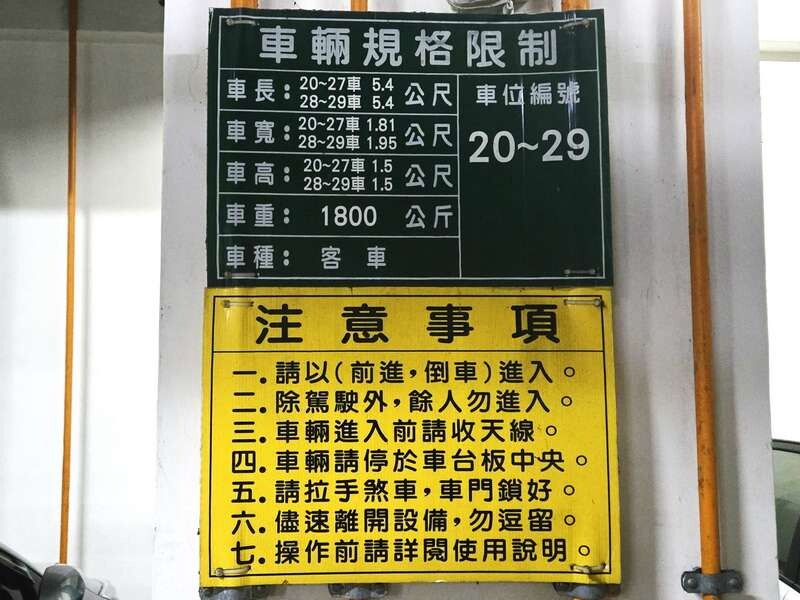 車輛規格限制
車長：20~27車 5.4 公尺
28~29車 5.4
車寬：20~27車 1.81 公尺
28~29車 1.95
車高：20~27車 1.5 公尺
28~29車 1.5
車重： 1800 公斤
車種： 客車
車位編號
20~29
注意事項
一.請以(前進，倒車)進入。
二.除駕駛外，餘人勿進入。
三.車輛進入前請收天線。
四.車輛請停於車台板中央。
五.請拉手煞車，車門鎖好。
六.儘速離開設備，勿逗留。
七.操作前請詳閱使用說明。